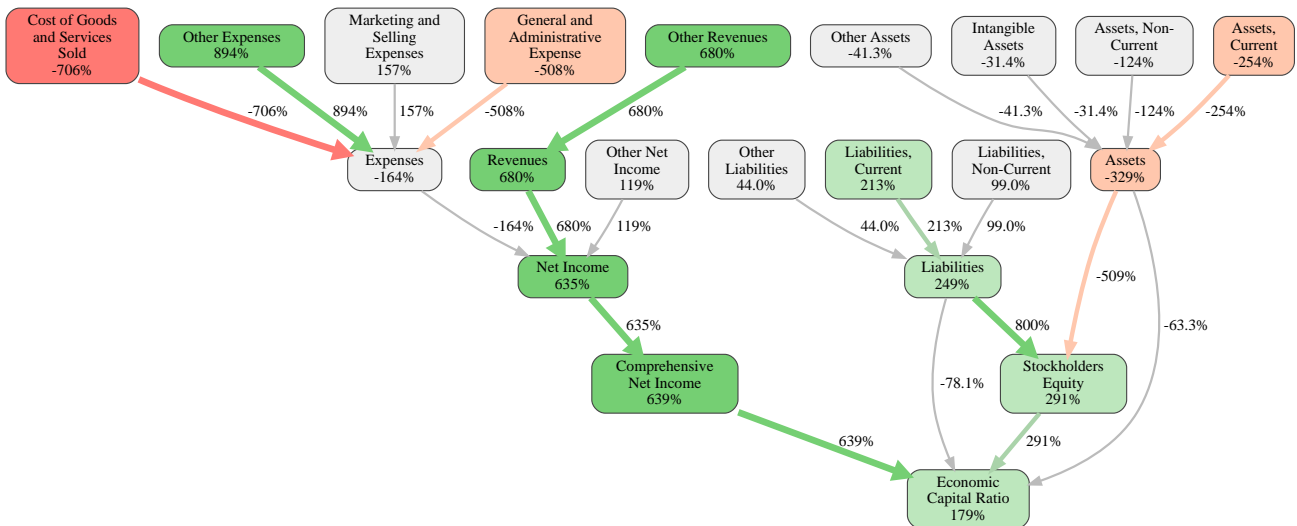 Cost of Goods
and Services
Sold
-706%
Other Expenses
894%
Marketing and
Selling
Expenses
157%
General and
Administrative
Expense
-508%
Other Revenues
680%
Other Assets
-41.3%
Intangible
Assets
-31.4%
Assets, Non-
Current
-124%
Assets,
Current
-254%
-706%
894%
157%
-508%
680%
-41.3%
-31.4%
-124%
-254%
Expenses
-164%
Revenues
680%
Other Net
Income
119%
Other
Liabilities
44.0%
Liabilities,
Current
213%
Liabilities,
Non-Current
99.0%
Assets
-329%
-164%
680%
119%
44.0%
213%
99.0%
Net Income
635%
Liabilities
249%
-509%
635%
800%
-63.3%
Comprehensive
Net Income
639%
Stockholders
Equity
291%
-78.1%
639%
291%
Economic
Capital Ratio
179%